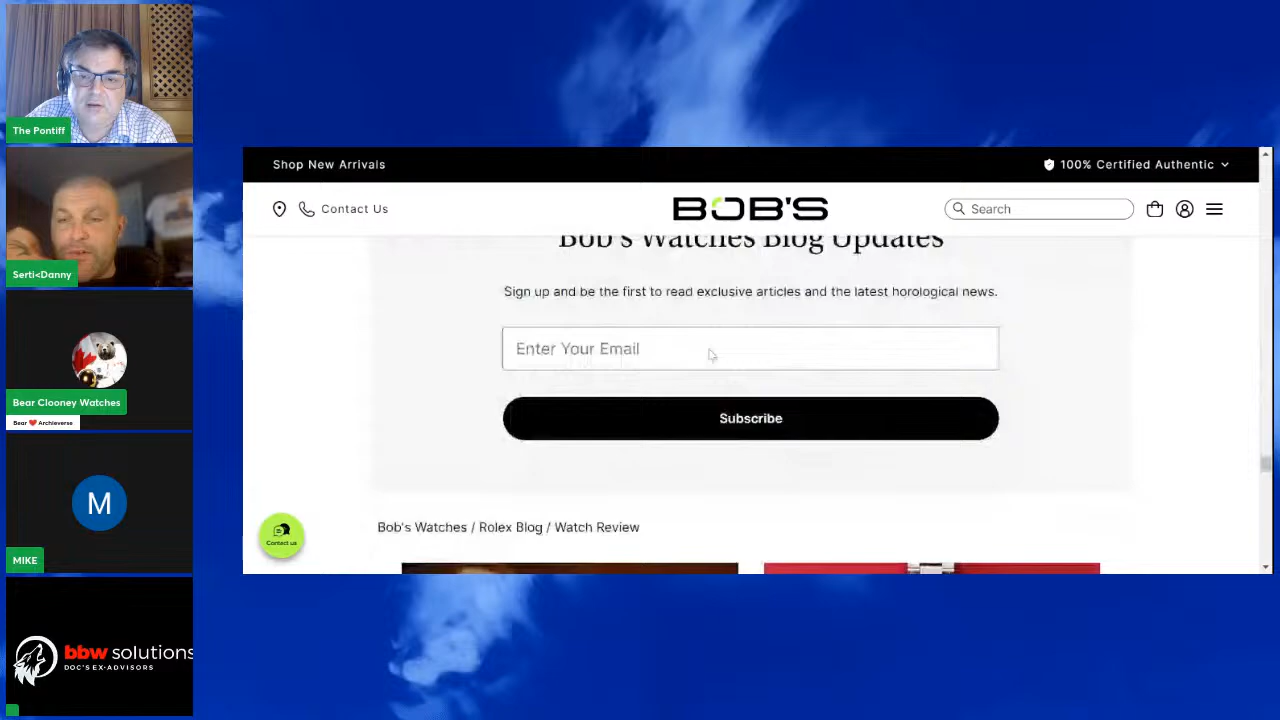 The Pontiff
Serti<Danny
Bear Clooney Watches
Bear ❤️ Archieverse
M
MIKE
bbw solutions
DOC'S EX-ADVISORS
Shop New Arrivals
100% Certified Authentic
Contact Us
BOB'S
Search
Bob's Watches Blog Updates
Sign up and be the first to read exclusive articles and the latest horological news.
Enter Your Email
Subscribe
Contact us
Bob's Watches / Rolex Blog / Watch Review